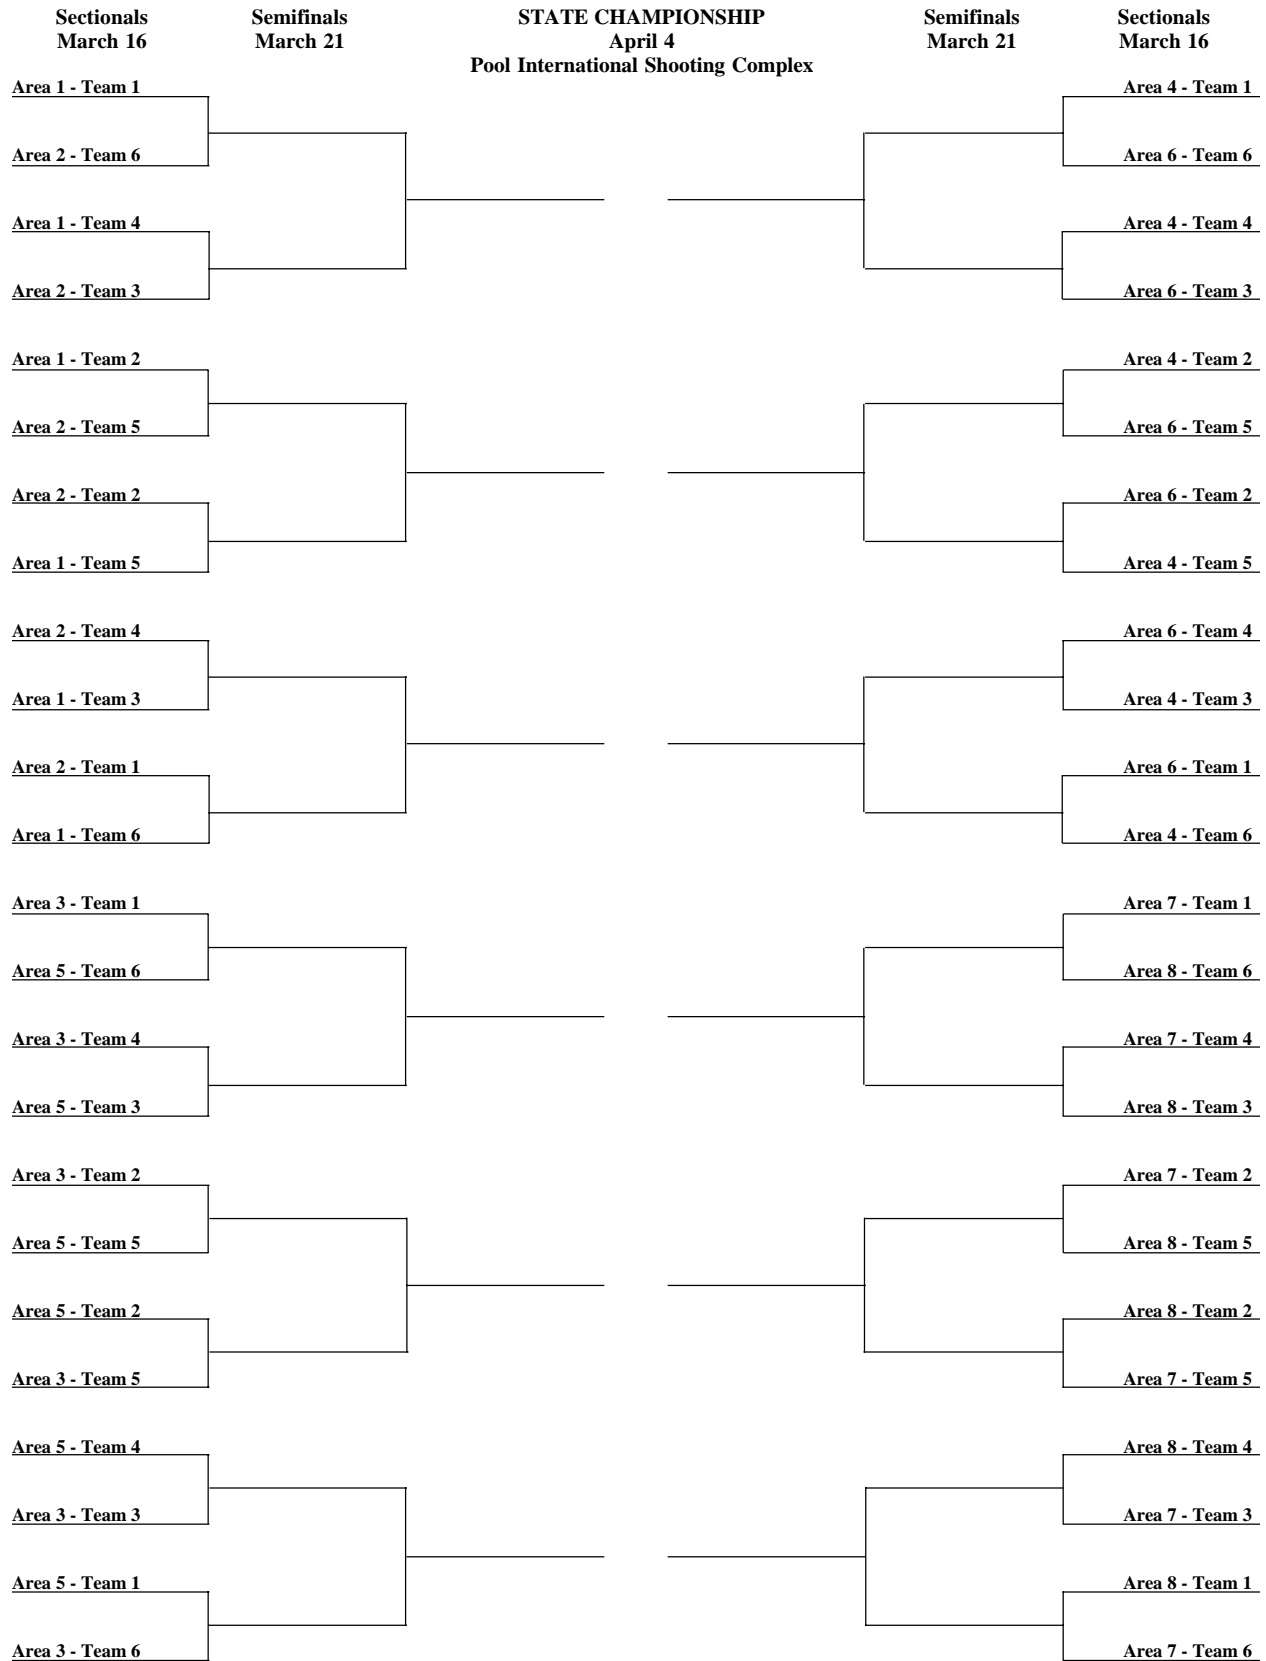 Sectionals
March 16
Semifinals
March 21
STATE CHAMPIONSHIP
April 4
Pool International Shooting Complex
Semifinals
March 21
Sectionals
March 16
Area 1 - Team 1
Area 2 - Team 6
Area 1 - Team 4
Area 2 - Team 3
Area 1 - Team 2
Area 2 - Team 5
Area 2 - Team 2
Area 1 - Team 5
Area 2 - Team 4
Area 1 - Team 3
Area 2 - Team 1
Area 1 - Team 6
Area 3 - Team 1
Area 5 - Team 6
Area 3 - Team 4
Area 5 - Team 3
Area 3 - Team 2
Area 5 - Team 5
Area 5 - Team 2
Area 3 - Team 5
Area 5 - Team 4
Area 3 - Team 3
Area 5 - Team 1
Area 3 - Team 6
Area 4 - Team 1
Area 6 - Team 6
Area 4 - Team 4
Area 6 - Team 3
Area 4 - Team 2
Area 6 - Team 5
Area 6 - Team 2
Area 4 - Team 5
Area 6 - Team 4
Area 4 - Team 3
Area 6 - Team 1
Area 4 - Team 6
Area 7 - Team 1
Area 8 - Team 6
Area 7 - Team 4
Area 8 - Team 3
Area 7 - Team 2
Area 8 - Team 5
Area 8 - Team 2
Area 7 - Team 5
Area 8 - Team 4
Area 7 - Team 3
Area 8 - Team 1
Area 7 - Team 6